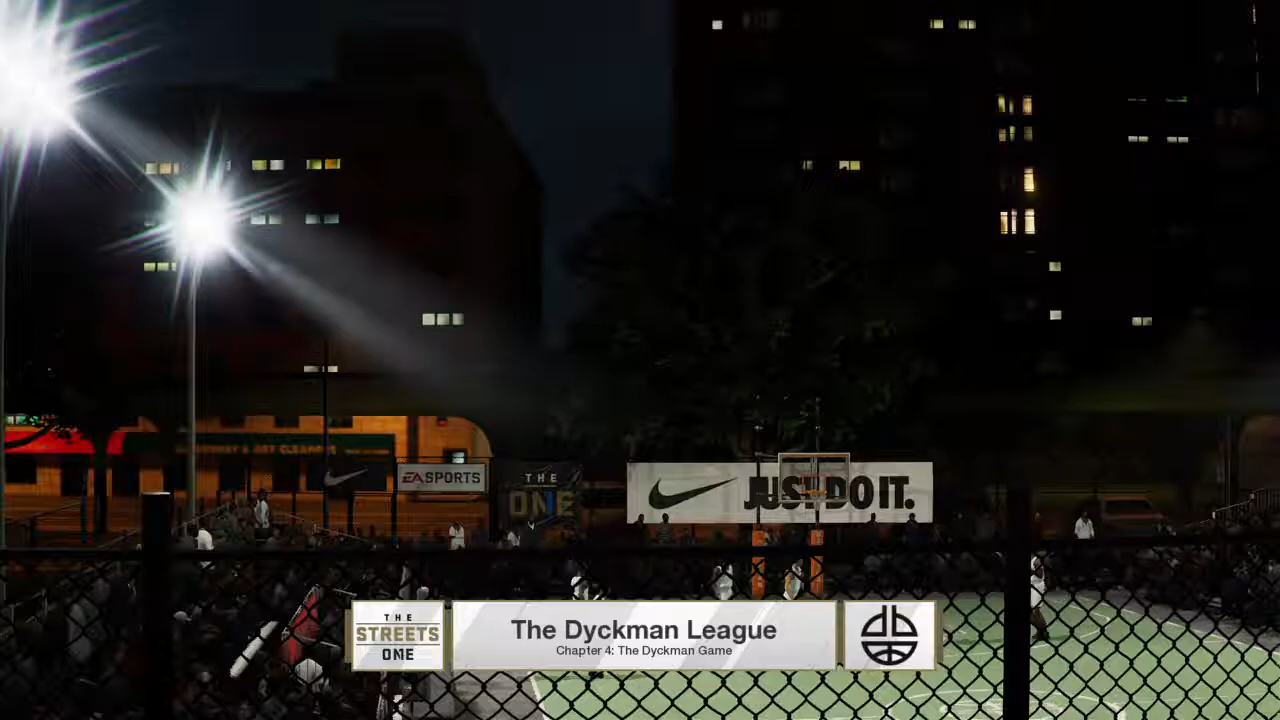 EA SPORTS
THE
ONE
JUST DO IT.
THE
STREETS
ONE
The Dyckman League
Chapter 4: The Dyckman Game